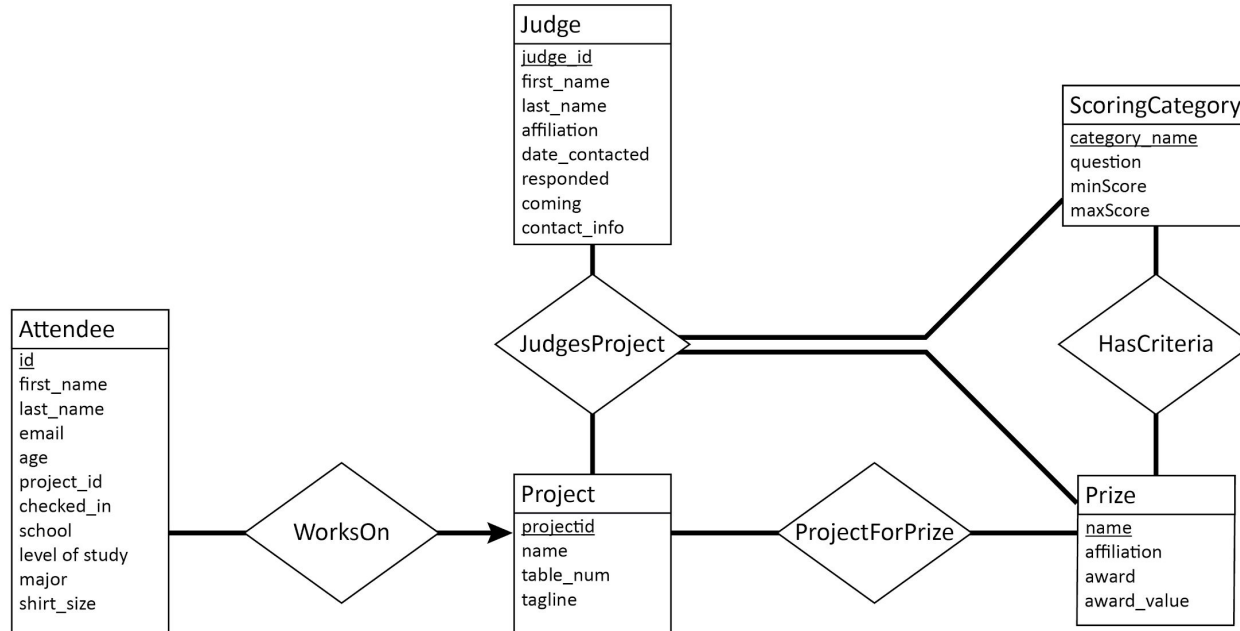 Judge
judge_id
first_name
last_name
affiliation
date_contacted
responded
coming
contact_info
ScoringCategory
category_name
question
minScore
maxScore
JudgesProject
HasCriteria
Attendee
id
first_name
last_name
email
age
project_id
checked_in
school
level of study
major
shirt_size
WorksOn
Project
projectid
name
table_num
tagline
ProjectForPrize
Prize
name
affiliation
award
award_value